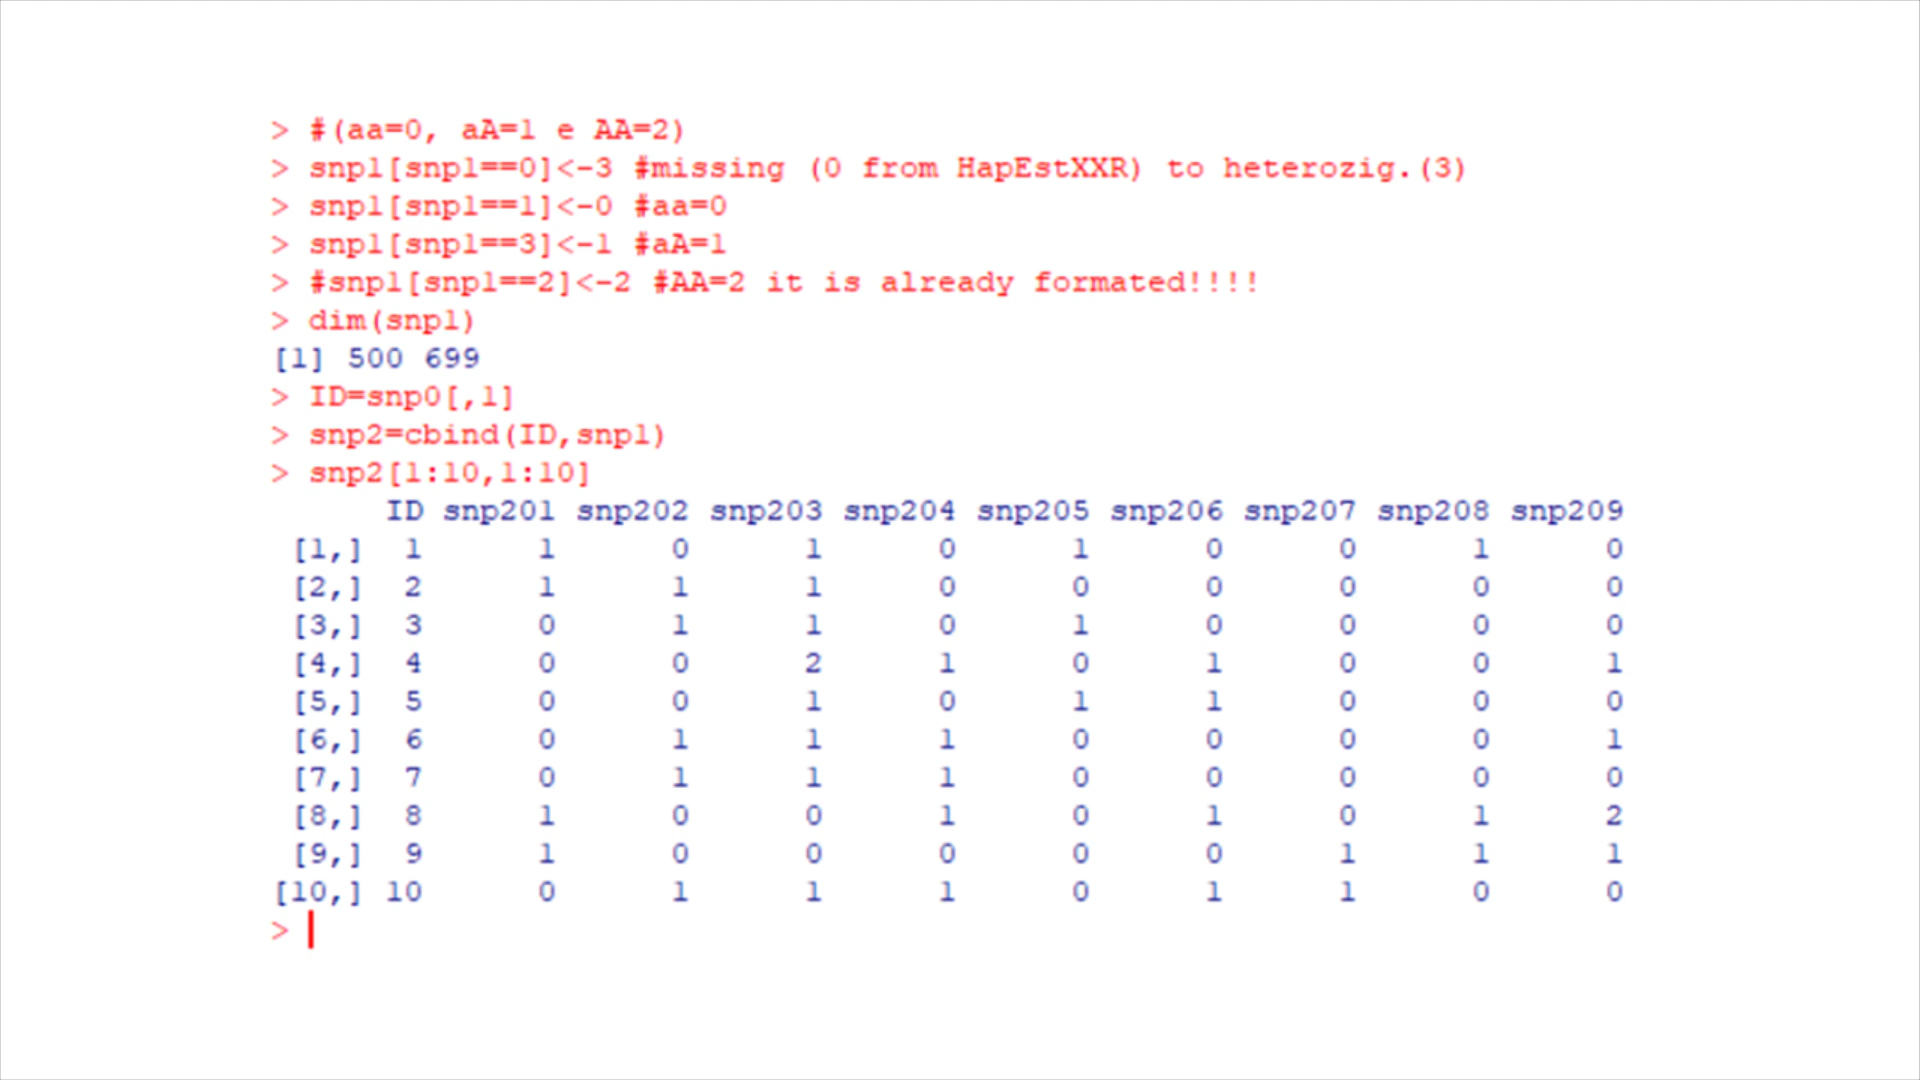 > #(aa=0, aA=1 e AA=2)
> snp1[snp1==0]<-3 #missing (0 from HapEstXXR) to heterozig.(3)
> snp1[snp1==1]<-0 #aa=0
> snp1[snp1==3]<-1 #aA=1
> #snp1[snp1==2]<-2 #AA=2 it is already formated!!!!
> dim(snp1)
[1] 500 699
> ID=snp0[,1]
> snp2=cbind(ID,snp1)
> snp2[1:10,1:10]
ID snp201 snp202 snp203 snp204 snp205 snp206 snp207 snp208 snp209
[1,] 1 1 0 1 0 1 0 0 1 0
[2,] 2 1 1 1 0 0 0 0 0 0
[3,] 3 0 1 1 0 1 0 0 0 0
[4,] 4 0 0 2 1 0 1 0 0 1
[5,] 5 0 0 1 0 1 1 0 0 0
[6,] 6 0 1 1 1 0 0 0 0 1
[7,] 7 0 1 1 1 0 0 0 0 0
[8,] 8 1 0 0 1 0 1 0 1 2
[9,] 9 1 0 0 0 0 0 1 1 1
[10,] 10 0 1 1 1 0 1 1 0 0
>